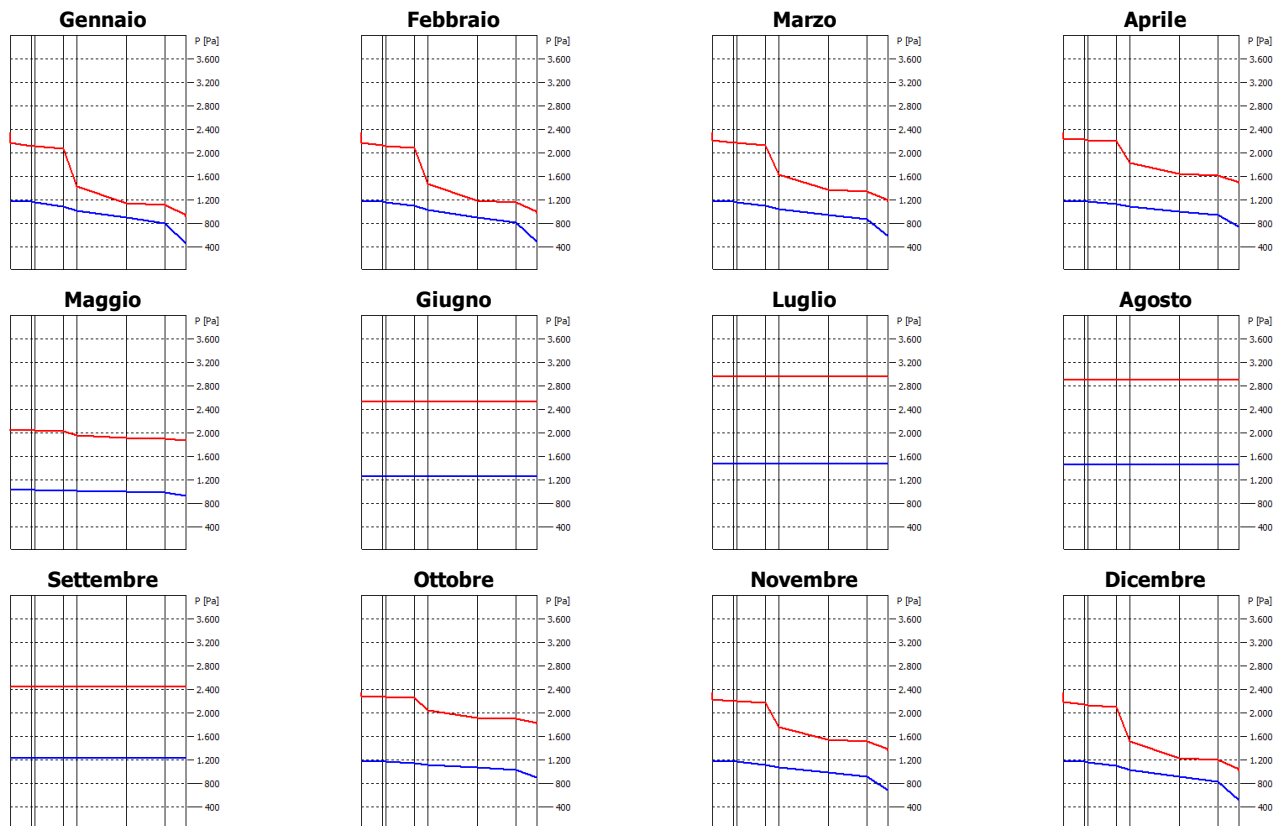 Gennaio Febbraio Marzo Aprile
P [Pa] P [Pa] P [Pa] P [Pa]
3.600 3.600 3.600 3.600
3.200 3.200 3.200 3.200
2.800 2.800 2.800 2.800
2.400 2.400 2.400 2.400
2.000 2.000 2.000 2.000
1.600 1.600 1.600 1.600
1.200 1.200 1.200 1.200
800 800 800 800
400 400 400 400
Maggio Giugno Luglio Agosto
P [Pa] P [Pa] P [Pa] P [Pa]
3.600 3.600 3.600 3.600
3.200 3.200 3.200 3.200
2.800 2.800 2.800 2.800
2.400 2.400 2.400 2.400
2.000 2.000 2.000 2.000
1.600 1.600 1.600 1.600
1.200 1.200 1.200 1.200
800 800 800 800
400 400 400 400
Settembre Ottobre Novembre Dicembre
P [Pa] P [Pa] P [Pa] P [Pa]
3.600 3.600 3.600 3.600
3.200 3.200 3.200 3.200
2.800 2.800 2.800 2.800
2.400 2.400 2.400 2.400
2.000 2.000 2.000 2.000
1.600 1.600 1.600 1.600
1.200 1.200 1.200 1.200
800 800 800 800
400 400 400 400